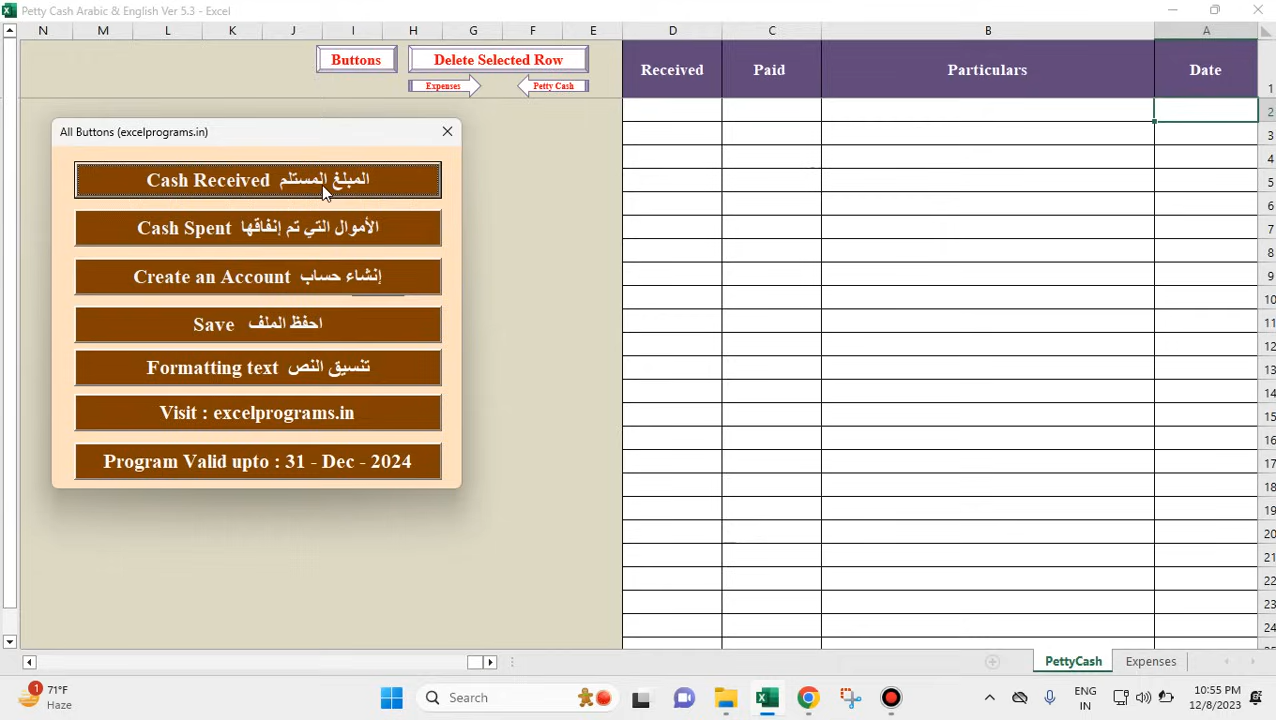 Petty Cash Arabic & English Ver 5.3 - Excel
N M L K J I H G F E D C B A
Buttons
Delete Selected Row
Expenses
Petty Cash
Received
Paid
Particulars
Date
1
2
3
4
5
6
7
8
9
10
11
12
13
14
15
16
17
18
19
20
21
22
23
24
All Buttons (excelprograms.in)
Cash Received المبلغ المستلم
Cash Spent الأموال التي تم إنفاقها
Create an Account إنشاء حساب
Save احفظ الملف
Formatting text تنسيق النص
Visit : excelprograms.in
Program Valid upto : 31 - Dec - 2024
PettyCash
Expenses
1
71°F
Haze
Search
ENG
IN
10:55 PM
12/8/2023